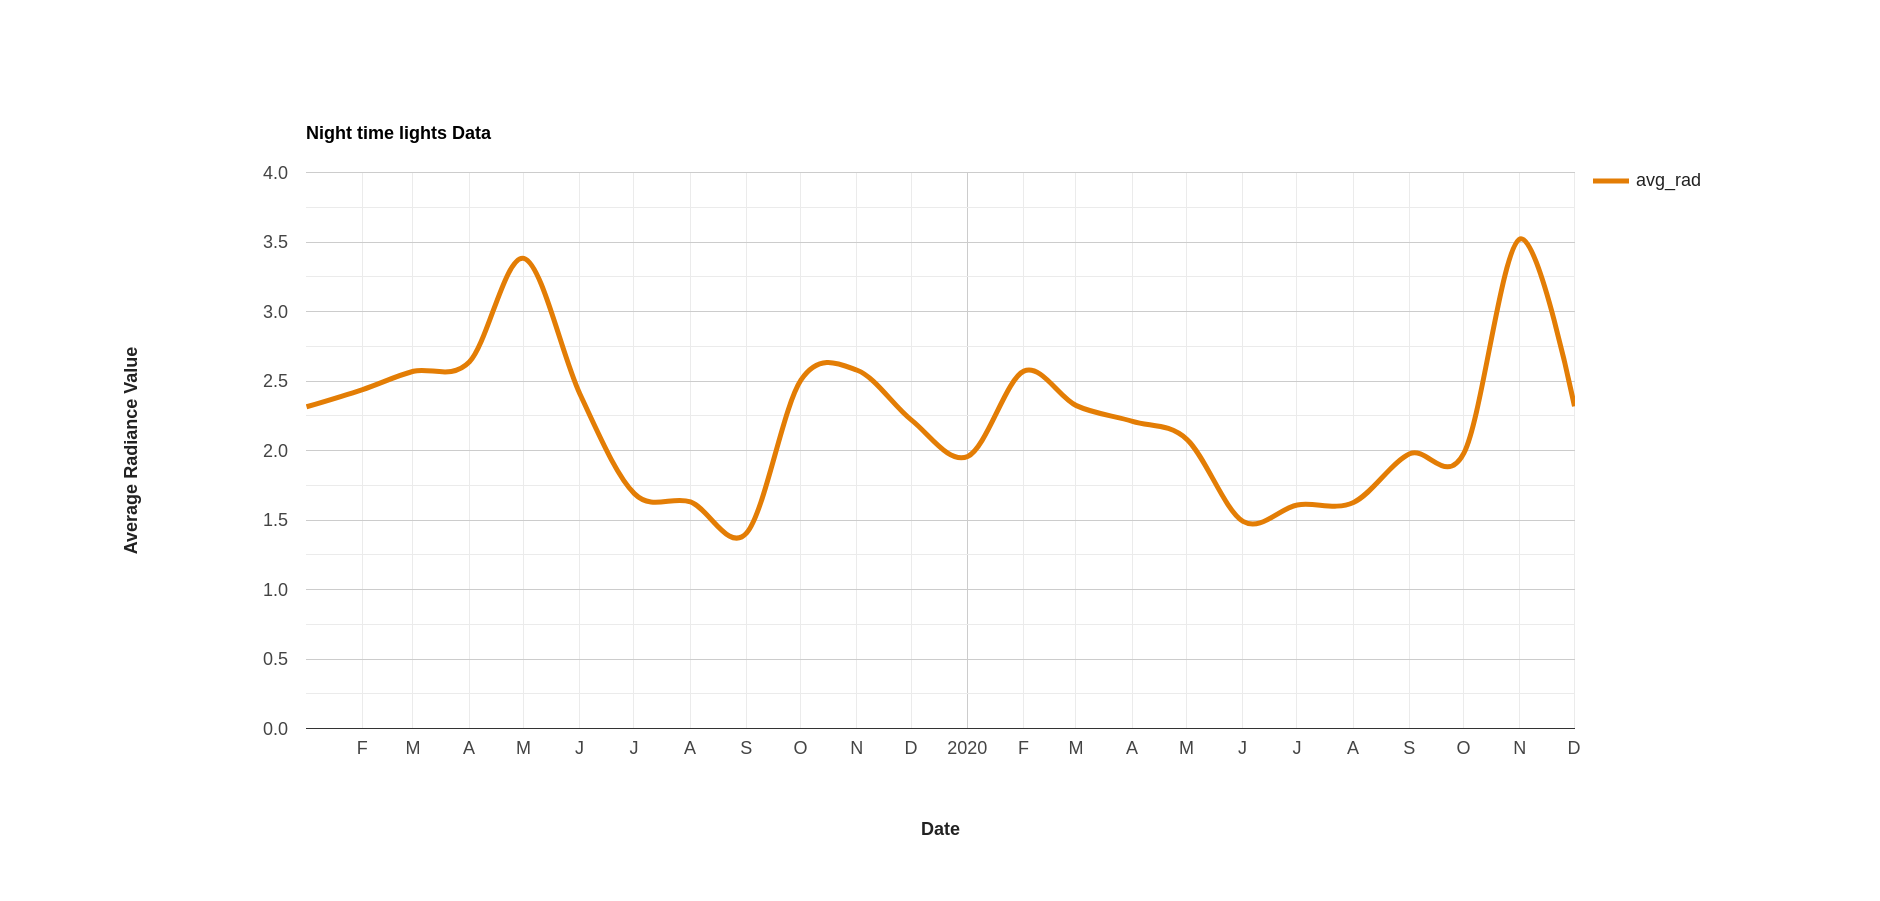 Night time lights Data
avg_rad
Average Radiance Value
4.0
3.5
3.0
2.5
2.0
1.5
1.0
0.5
0.0
F M A M J J A S O N D 2020 F M A M J J A S O N D
Date